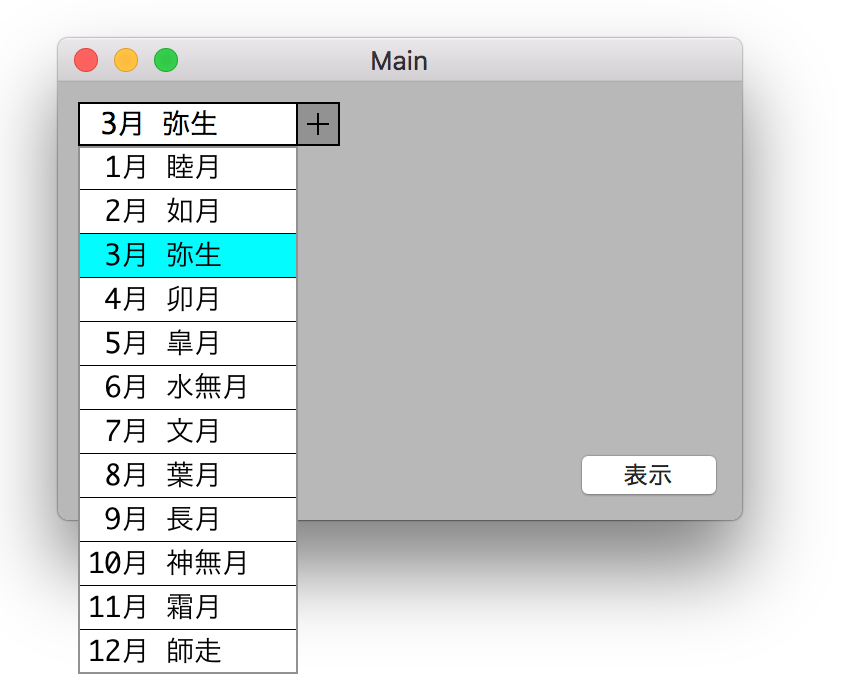 Main
3月 弥生
1月 睦月
2月 如月
3月 弥生
4月 卯月
5月 皐月
6月 水無月
7月 文月
8月 葉月
9月 長月
10月 神無月
11月 霜月
12月 師走
表示